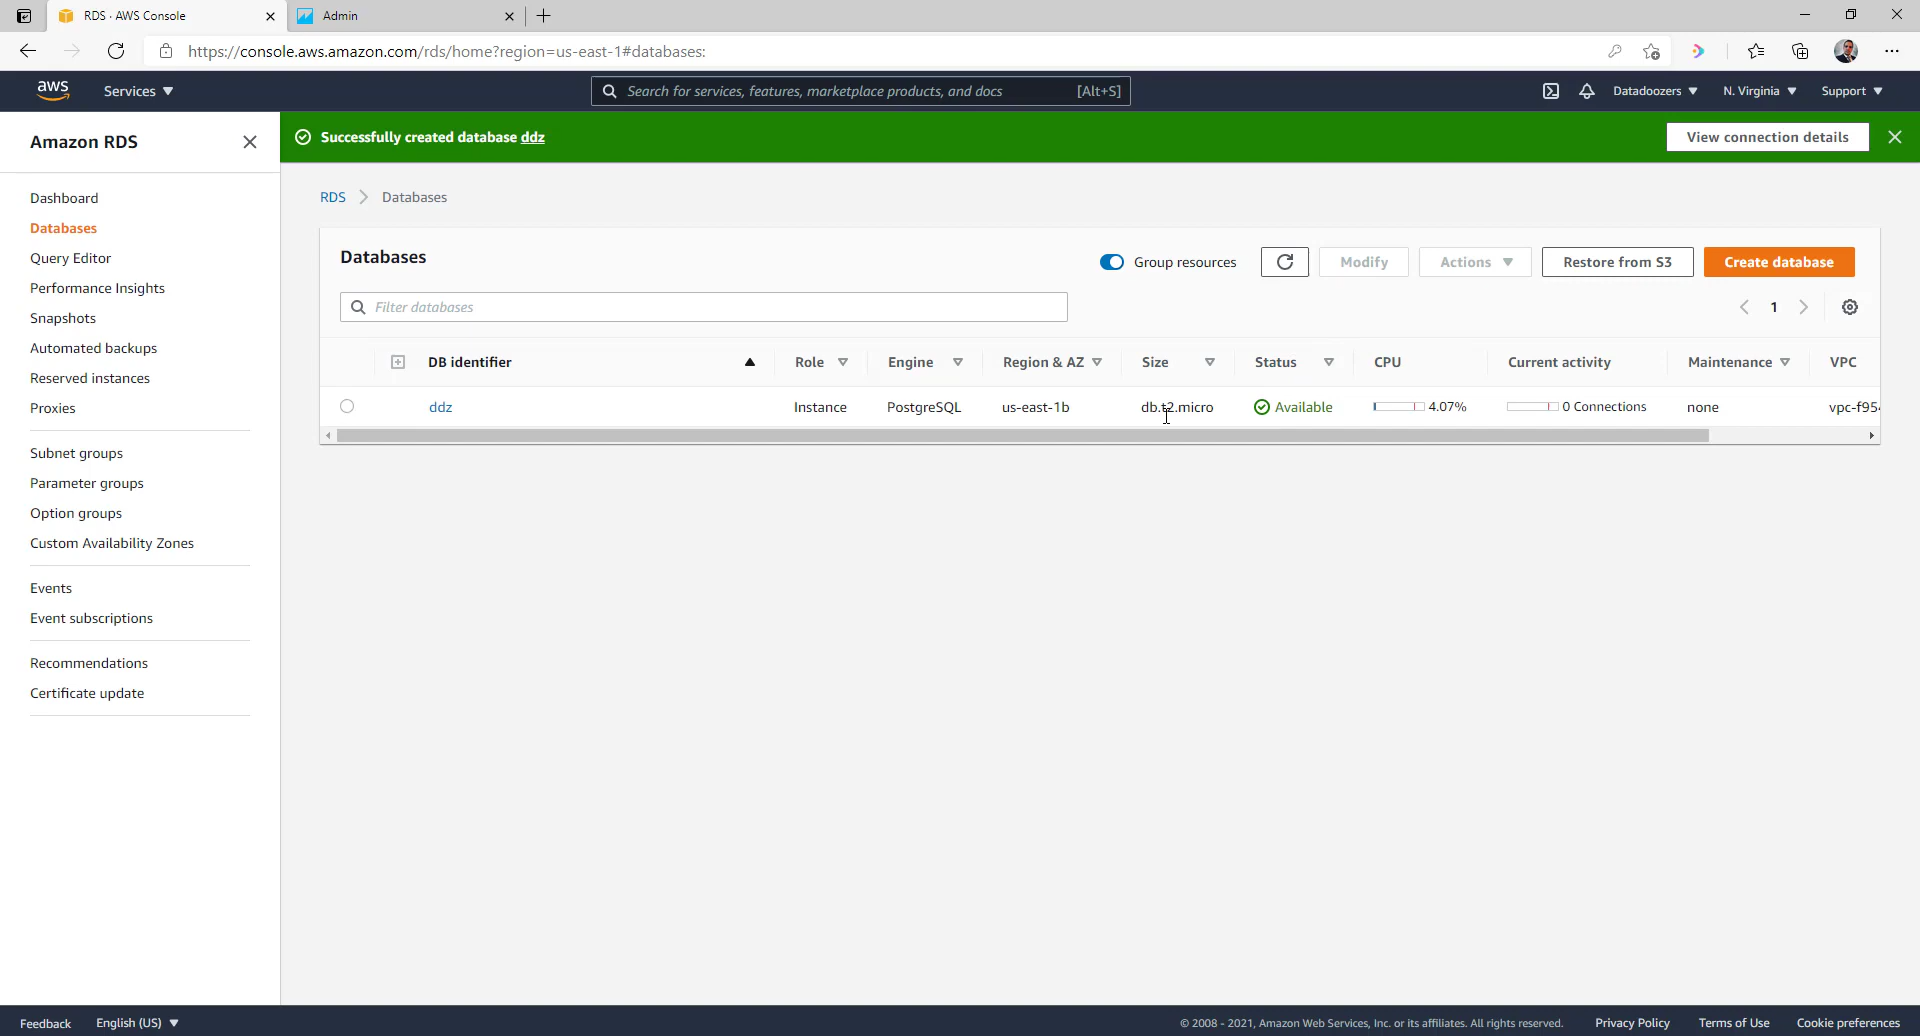 RDS · AWS Console
Admin
https://console.aws.amazon.com/rds/home?region=us-east-1#databases:
aws
Services
Search for services, features, marketplace products, and docs
[Alt+S]
Datadoozers
N. Virginia
Support
Amazon RDS
Dashboard
Databases
Query Editor
Performance Insights
Snapshots
Automated backups
Reserved instances
Proxies
Subnet groups
Parameter groups
Option groups
Custom Availability Zones
Events
Event subscriptions
Recommendations
Certificate update
Successfully created database ddz
View connection details
RDS
Databases
Databases
Group resources
Modify
Actions
Restore from S3
Create database
Filter databases
1
DB identifier Role Engine Region & AZ Size Status CPU Current activity Maintenance VPC
ddz Instance PostgreSQL us-east-1b db.t2.micro Available 4.07% 0 Connections none vpc-f954
Feedback
English (US)
© 2008 - 2021, Amazon Web Services, Inc. or its affiliates. All rights reserved.
Privacy Policy
Terms of Use
Cookie preferences